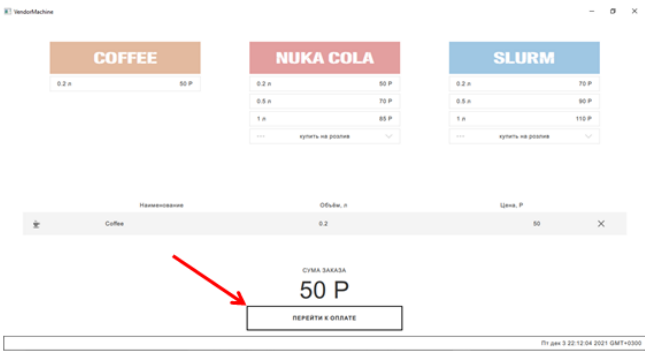 VendorMachine
COFFEE NUKA COLA SLURM
0.2 л 50 Р 0.2 л 50 Р 0.2 л 70 Р
0.5 л 70 Р 0.5 л 90 Р
1 л 85 Р 1 л 110 Р
купить на розлив купить на розлив
Наименование Объём, л Цена, Р
Coffee 0.2 50
СУМА ЗАКАЗА
50 Р
ПЕРЕЙТИ К ОПЛАТЕ
Пт дек 3 22:12:04 2021 GMT+0300